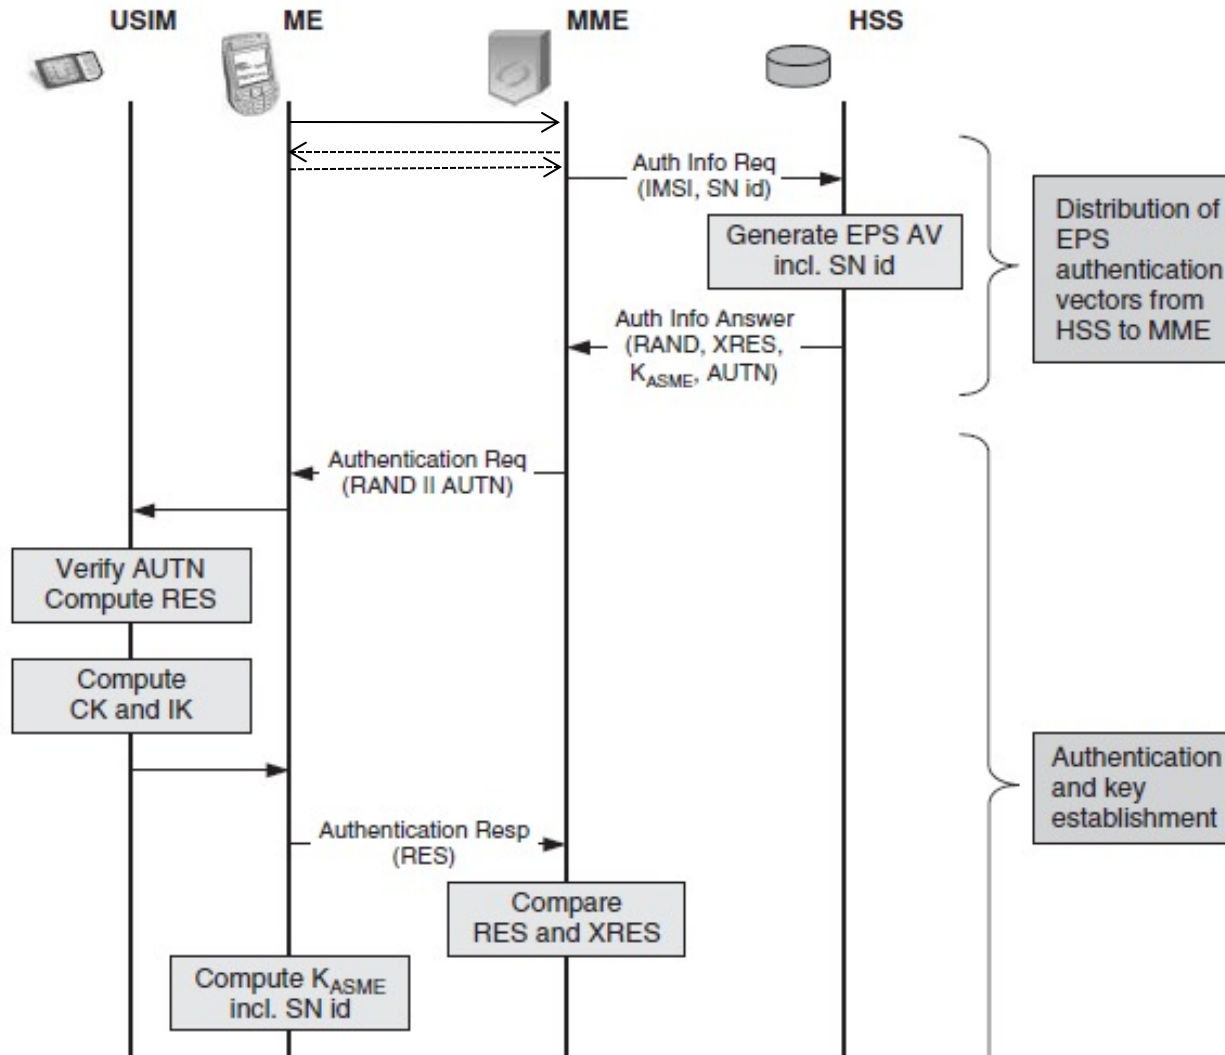 USIM
ME
MME
HSS
Auth Info Req
(IMSI, SN id)
Generate EPS AV
incl. SN id
Distribution of
EPS
authentication
vectors from
HSS to MME
Auth Info Answer
(RAND, XRES,
KASME, AUTN)
Authentication Req
(RAND II AUTN)
Verify AUTN
Compute RES
Compute
CK and IK
Authentication
and key
establishment
Authentication Resp
(RES)
Compare
RES and XRES
Compute KASME
incl. SN id